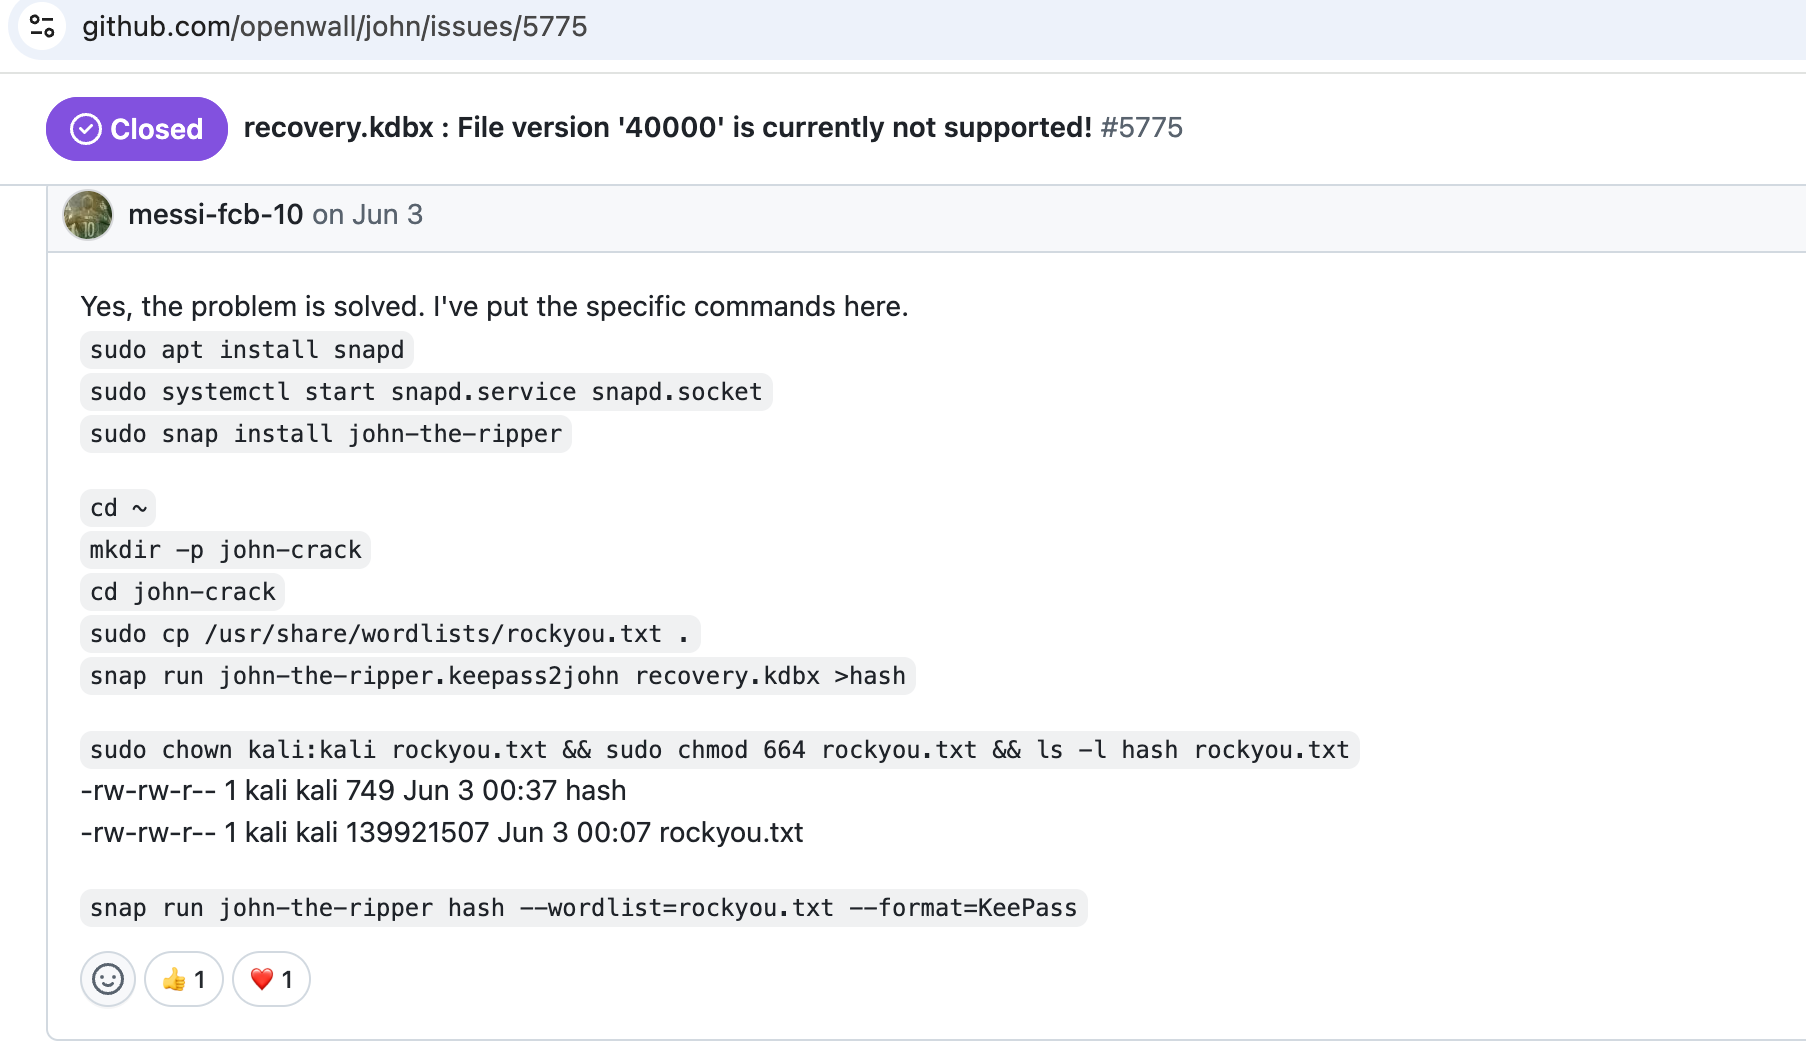 github.com/openwall/john/issues/5775
Closed recovery.kdbx : File version '40000' is currently not supported! #5775
messi-fcb-10 on Jun 3
Yes, the problem is solved. I've put the specific commands here.
sudo apt install snapd
sudo systemctl start snapd.service snapd.socket
sudo snap install john-the-ripper
cd ~
mkdir -p john-crack
cd john-crack
sudo cp /usr/share/wordlists/rockyou.txt .
snap run john-the-ripper.keepass2john recovery.kdbx >hash
sudo chown kali:kali rockyou.txt && sudo chmod 664 rockyou.txt && ls -l hash rockyou.txt
-rw-rw-r-- 1 kali kali 749 Jun 3 00:37 hash
-rw-rw-r-- 1 kali kali 139921507 Jun 3 00:07 rockyou.txt
snap run john-the-ripper hash --wordlist=rockyou.txt --format=KeePass
👍 1 ❤️ 1